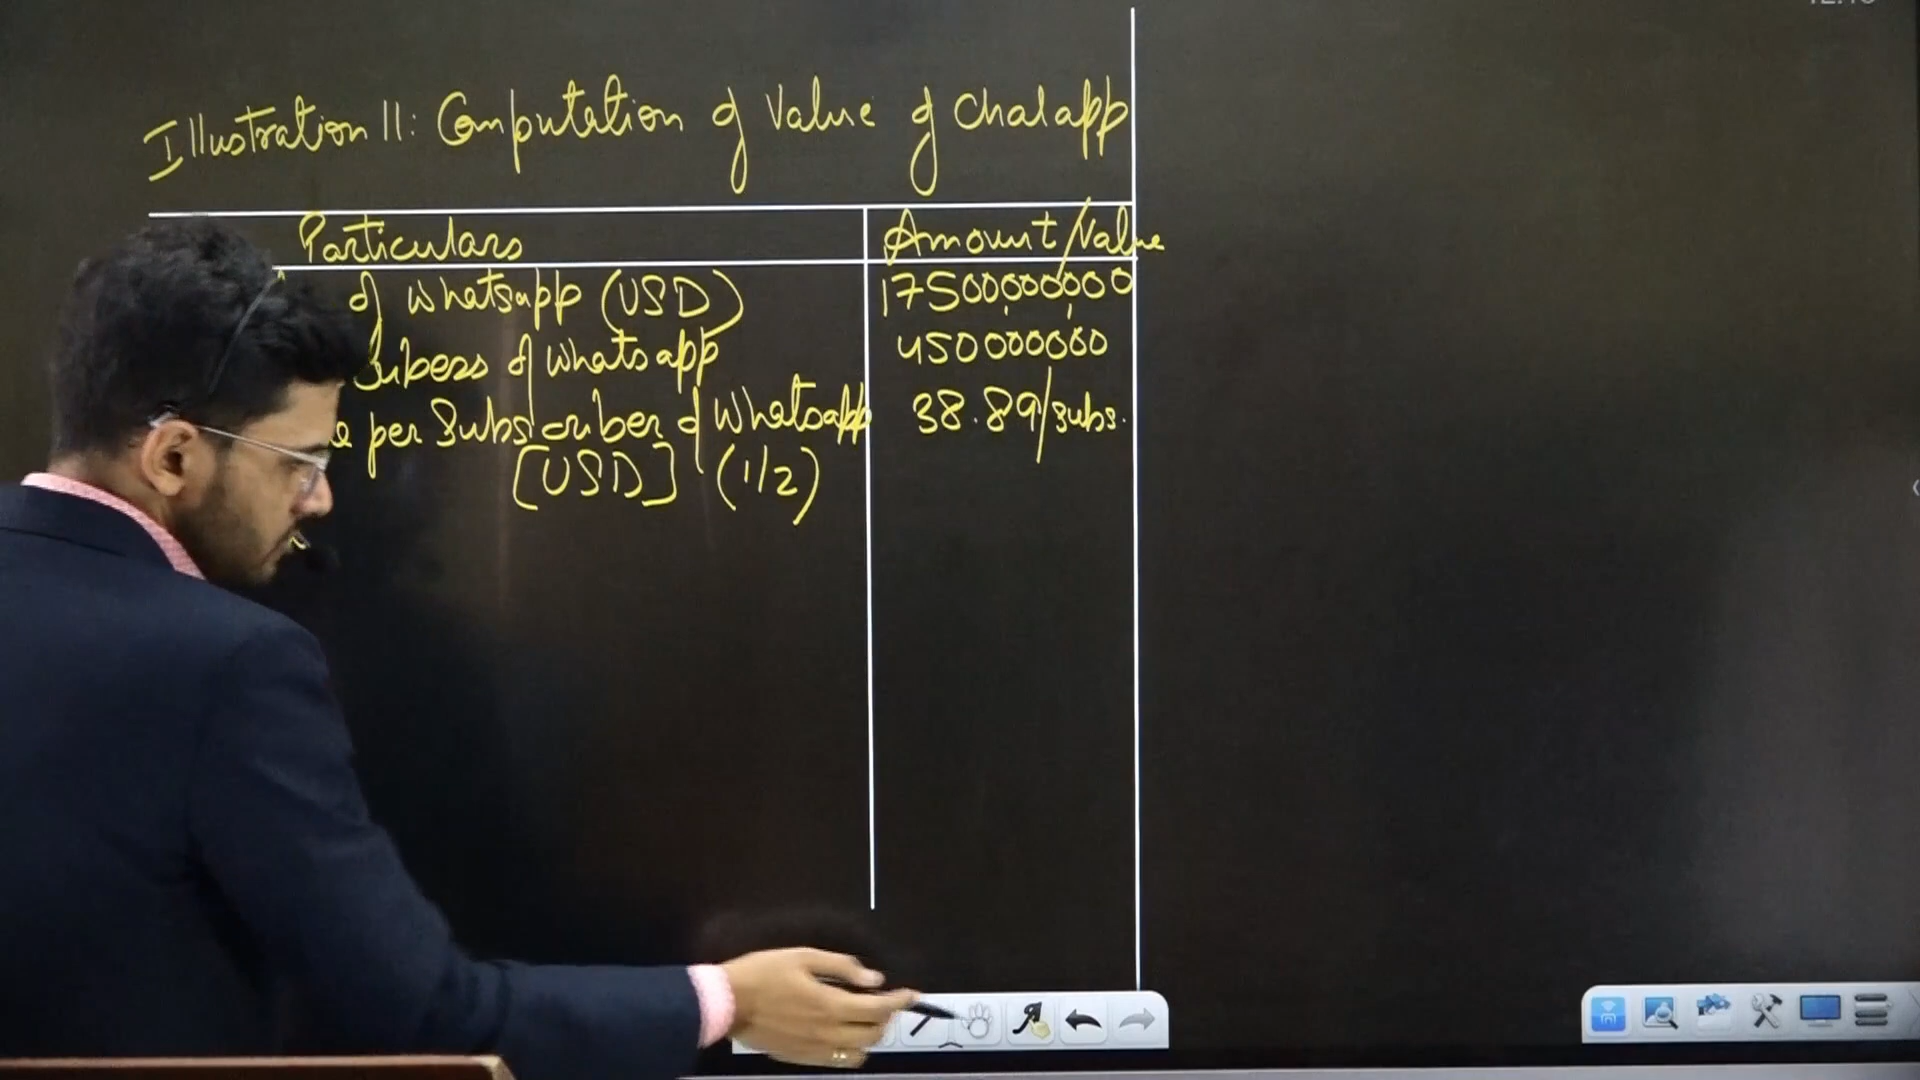 Illustration 11: Computation of Value of Chalapp
Particulars Amount/Value
of Whatsapp (USD) 17500000000
of Whatsapp 450000000
per Subscriber of Whatsapp 38.89/subs.
[USD] (1/2)